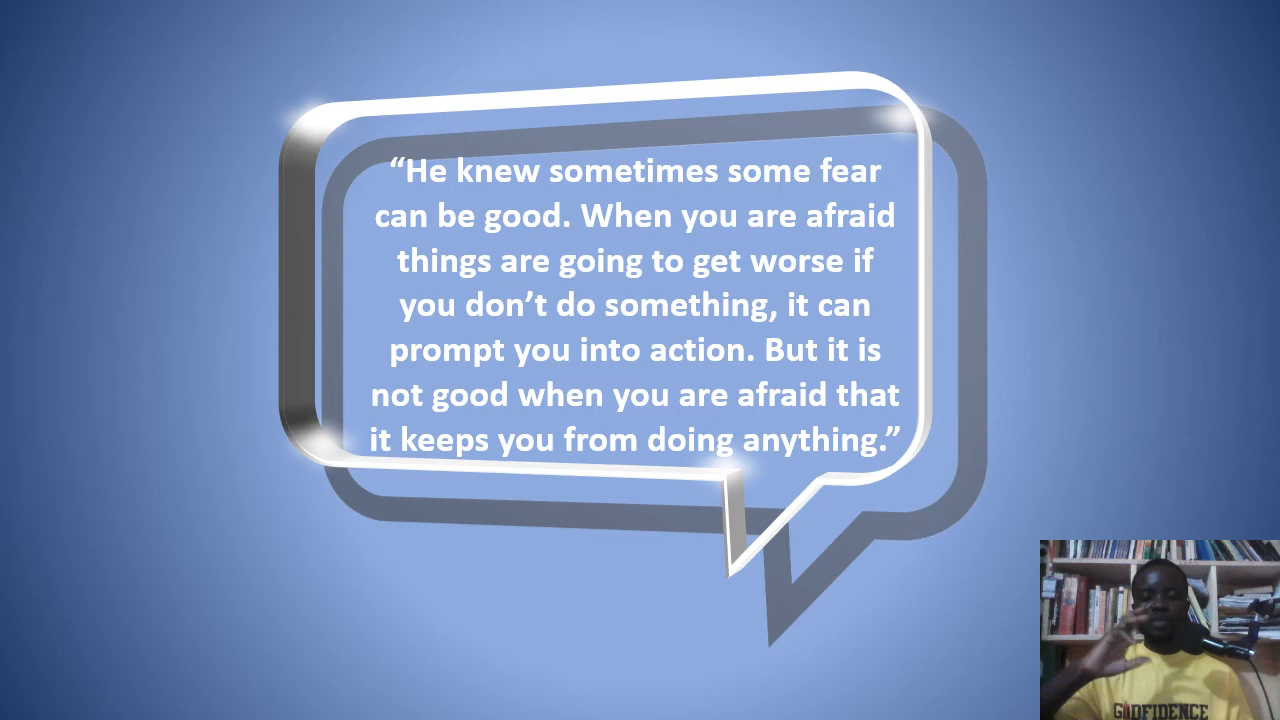 “He knew sometimes some fear
can be good. When you are afraid
things are going to get worse if
you don’t do something, it can
prompt you into action. But it is
not good when you are afraid that
it keeps you from doing anything.”
GODFIDENCE